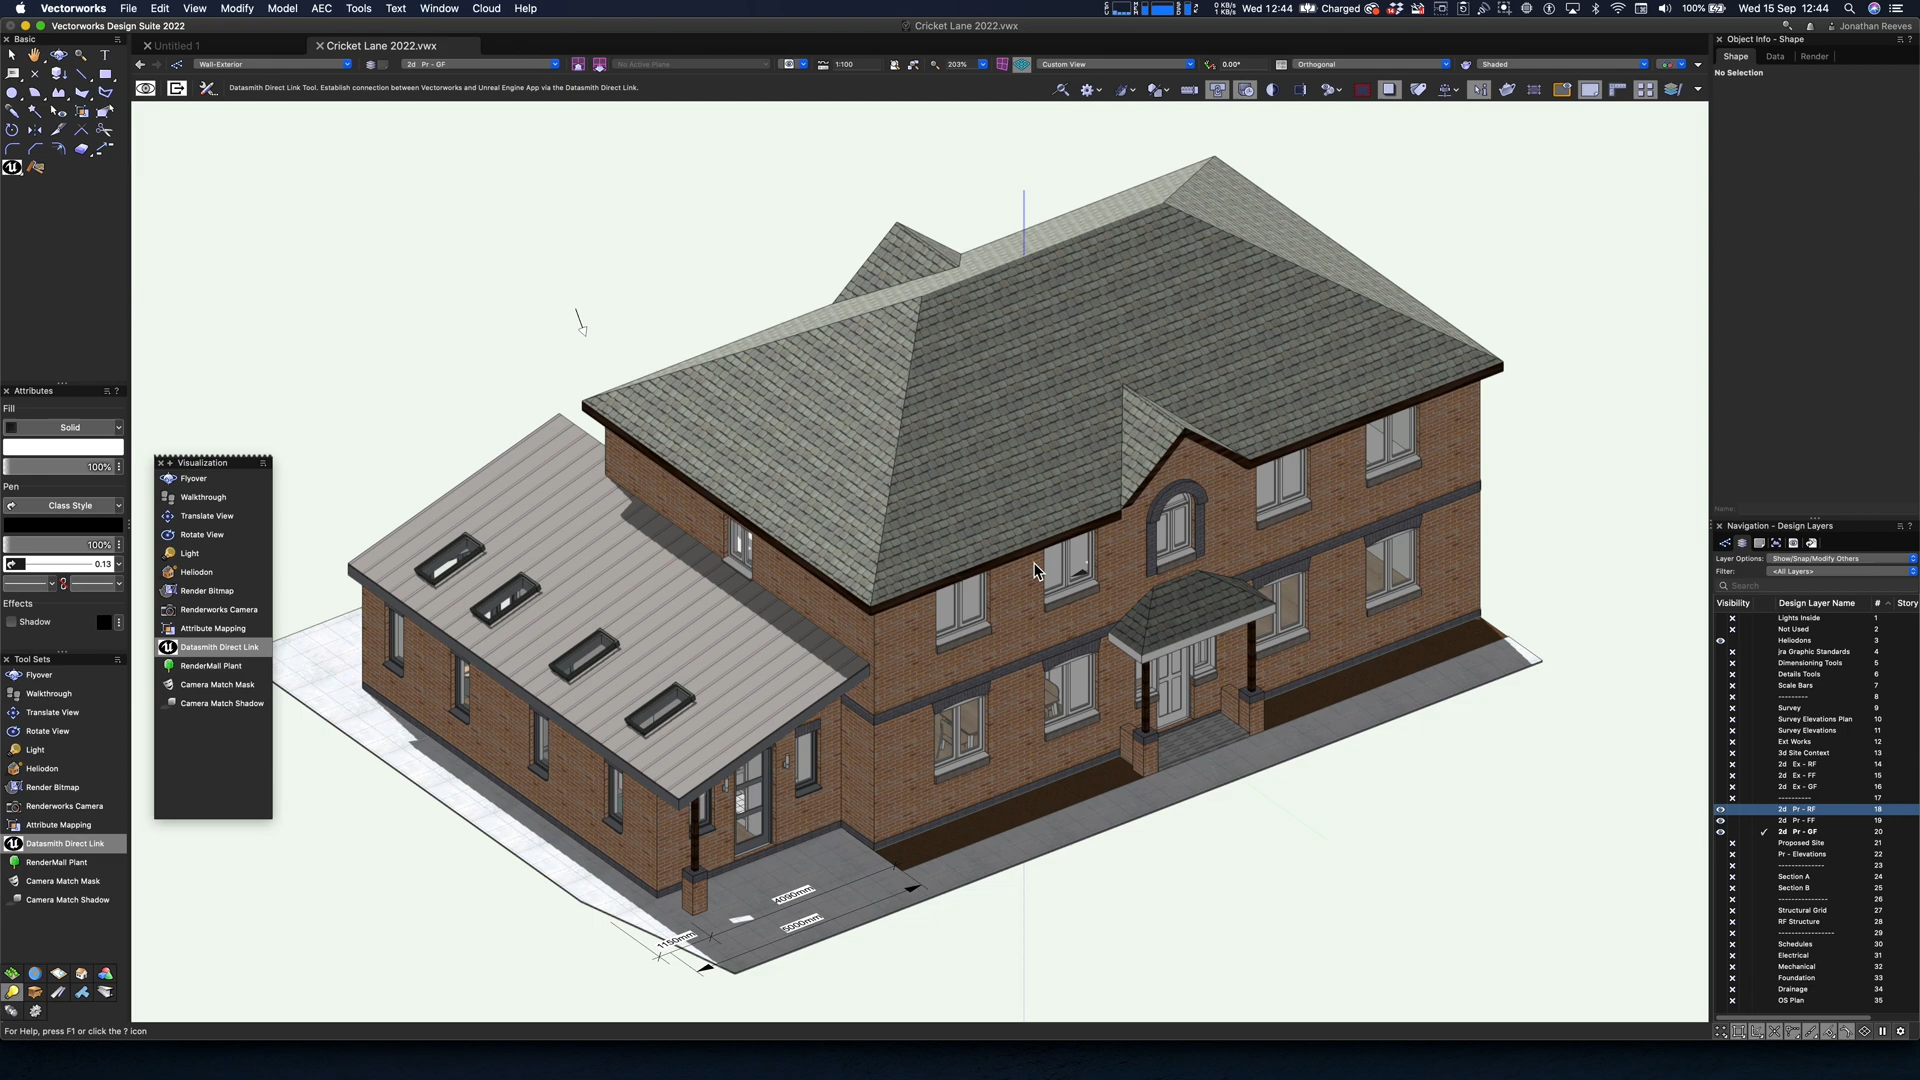 Vectorworks File Edit View Modify Model AEC Tools Text Window Cloud Help
0 KB/s
1 KB/s
Wed 12:44 Charged 100% Wed 15 Sep 12:44
Vectorworks Design Suite 2022
Cricket Lane 2022.vwx
Jonathan Reeves
Basic
Untitled 1
Cricket Lane 2022.vwx
Object Info - Shape
Shape Data Render
No Selection
Wall-Exterior
2d Pr - GF
No Active Plane
1:100
203%
Custom View
0.00°
Orthogonal
Shaded
Datasmith Direct Link Tool. Establish connection between Vectorworks and Unreal Engine App via the Datasmith Direct Link.
Attributes
Fill
Solid
100%
Pen
Class Style
100%
0.13
Effects
Shadow
Tool Sets
Flyover
Walkthrough
Translate View
Rotate View
Light
Heliodon
Render Bitmap
Renderworks Camera
Attribute Mapping
Datasmith Direct Link
RenderMall Plant
Camera Match Mask
Camera Match Shadow
Visualization
Flyover
Walkthrough
Translate View
Rotate View
Light
Heliodon
Render Bitmap
Renderworks Camera
Attribute Mapping
Datasmith Direct Link
RenderMall Plant
Camera Match Mask
Camera Match Shadow
4090mm
5000mm
1150mm
Name:
Navigation - Design Layers
Layer Options: Show/Snap/Modify Others
Filter: <All Layers>
Search
Visibility Design Layer Name # Story
Lights Inside 1
Not Used 2
Heliodons 3
jra Graphic Standards 4
Dimensioning Tools 5
Details Tools 6
Scale Bars 7
--------- 8
Survey 9
Survey Elevations Plan 10
Survey Elevations 11
Ext Works 12
3d Site Context 13
2d Ex - RF 14
2d Ex - FF 15
2d Ex - GF 16
---------- 17
2d Pr - RF 18
2d Pr - FF 19
2d Pr - GF 20
Proposed Site 21
Pr - Elevations 22
-------------- 23
Section A 24
Section B 25
--------------- 26
Structural Grid 27
RF Structure 28
----------------- 29
Schedules 30
Electrical 31
Mechanical 32
Foundation 33
Drainage 34
OS Plan 35
For Help, press F1 or click the ? icon